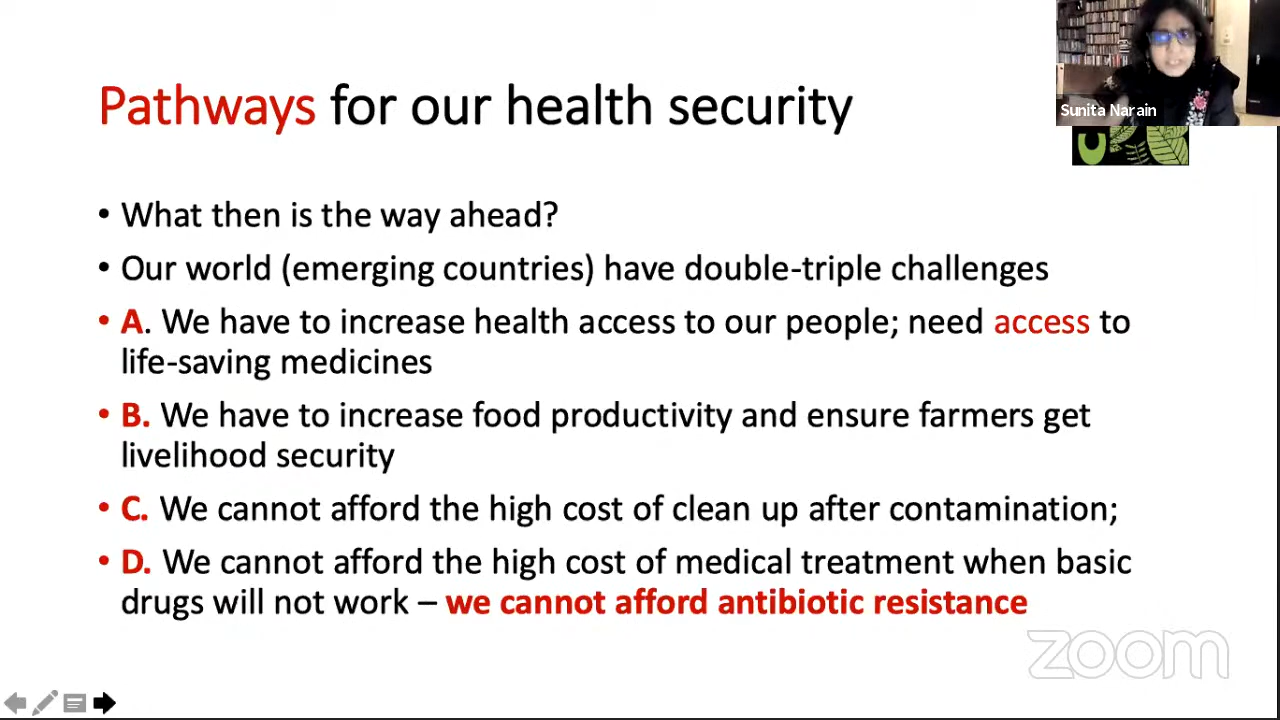 Sunita Narain
Pathways for our health security
• What then is the way ahead?
• Our world (emerging countries) have double-triple challenges
• A. We have to increase health access to our people; need access to
life-saving medicines
• B. We have to increase food productivity and ensure farmers get
livelihood security
• C. We cannot afford the high cost of clean up after contamination;
• D. We cannot afford the high cost of medical treatment when basic
drugs will not work – we cannot afford antibiotic resistance
zoom